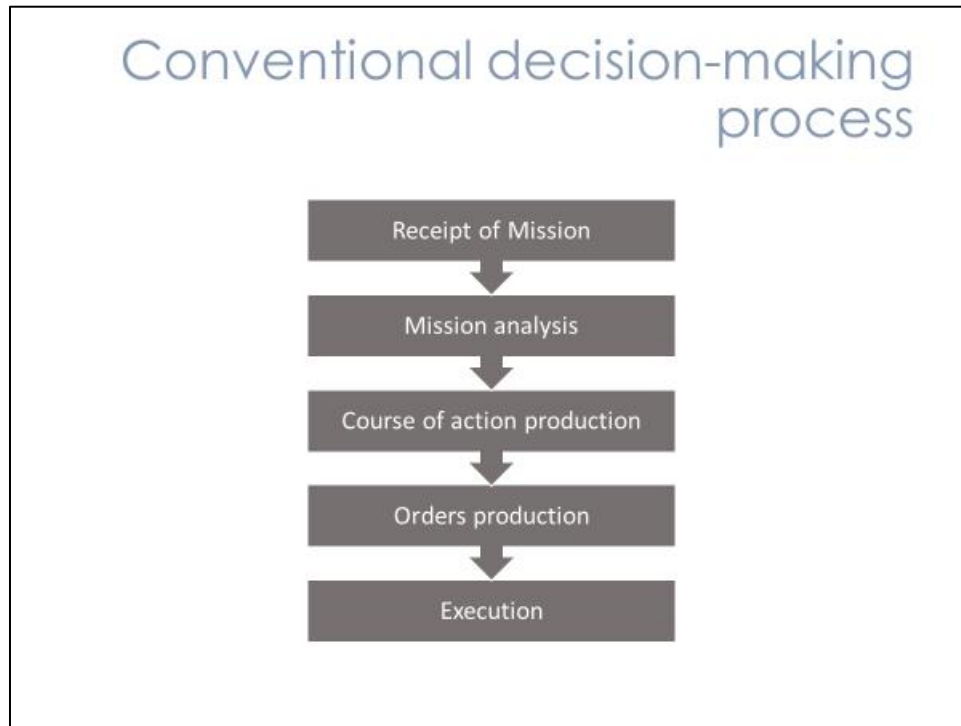 Conventional decision-making
process
Receipt of Mission
Mission analysis
Course of action production
Orders production
Execution